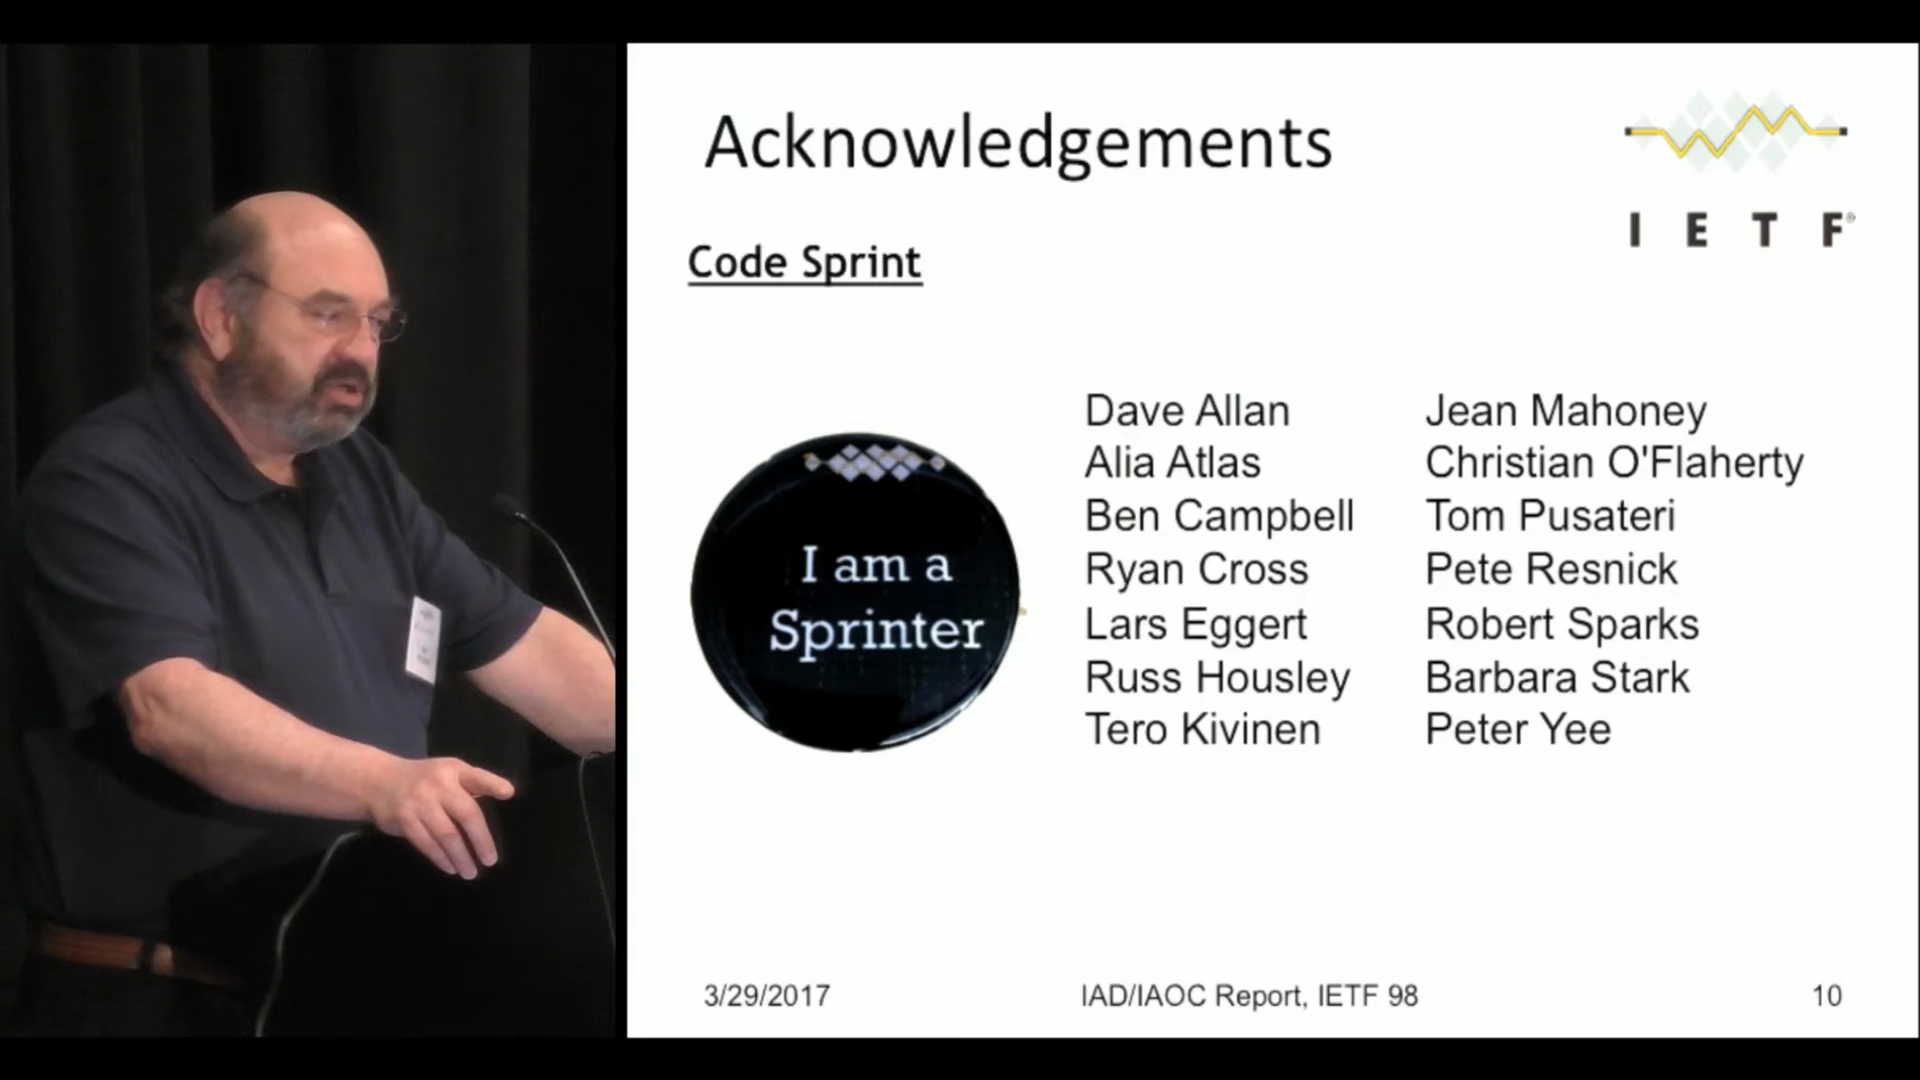 Acknowledgements
IETF®
Code Sprint
I am a
Sprinter
Dave Allan
Alia Atlas
Ben Campbell
Ryan Cross
Lars Eggert
Russ Housley
Tero Kivinen
Jean Mahoney
Christian O'Flaherty
Tom Pusateri
Pete Resnick
Robert Sparks
Barbara Stark
Peter Yee
3/29/2017
IAD/IAOC Report, IETF 98
10